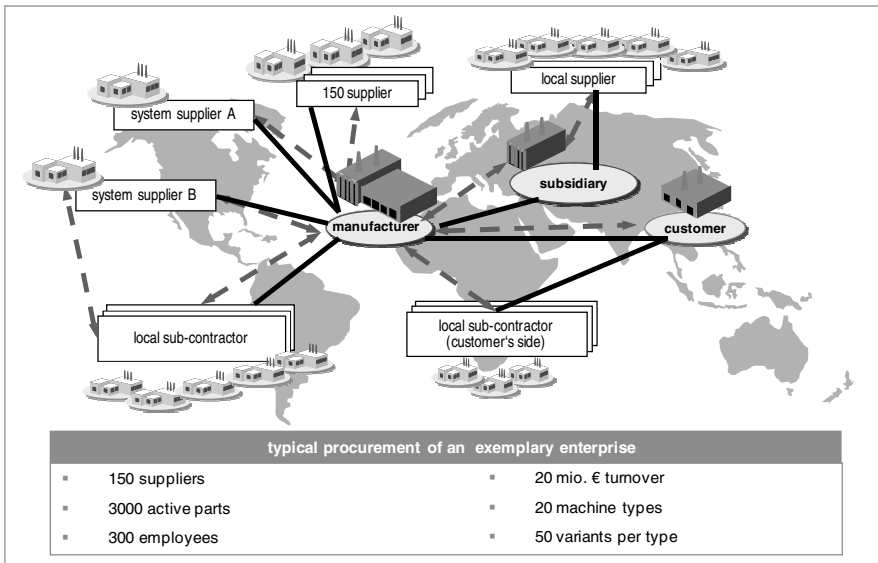 local supplier
150 supplier
system supplier A
subsidiary
system supplier B
manufacturer
customer
local sub-contractor
local sub-contractor
(customer's side)
typical procurement of an exemplary enterprise
▪ 150 suppliers
▪ 3000 active parts
▪ 300 employees
▪ 20 mio. € turnover
▪ 20 machine types
▪ 50 variants per type